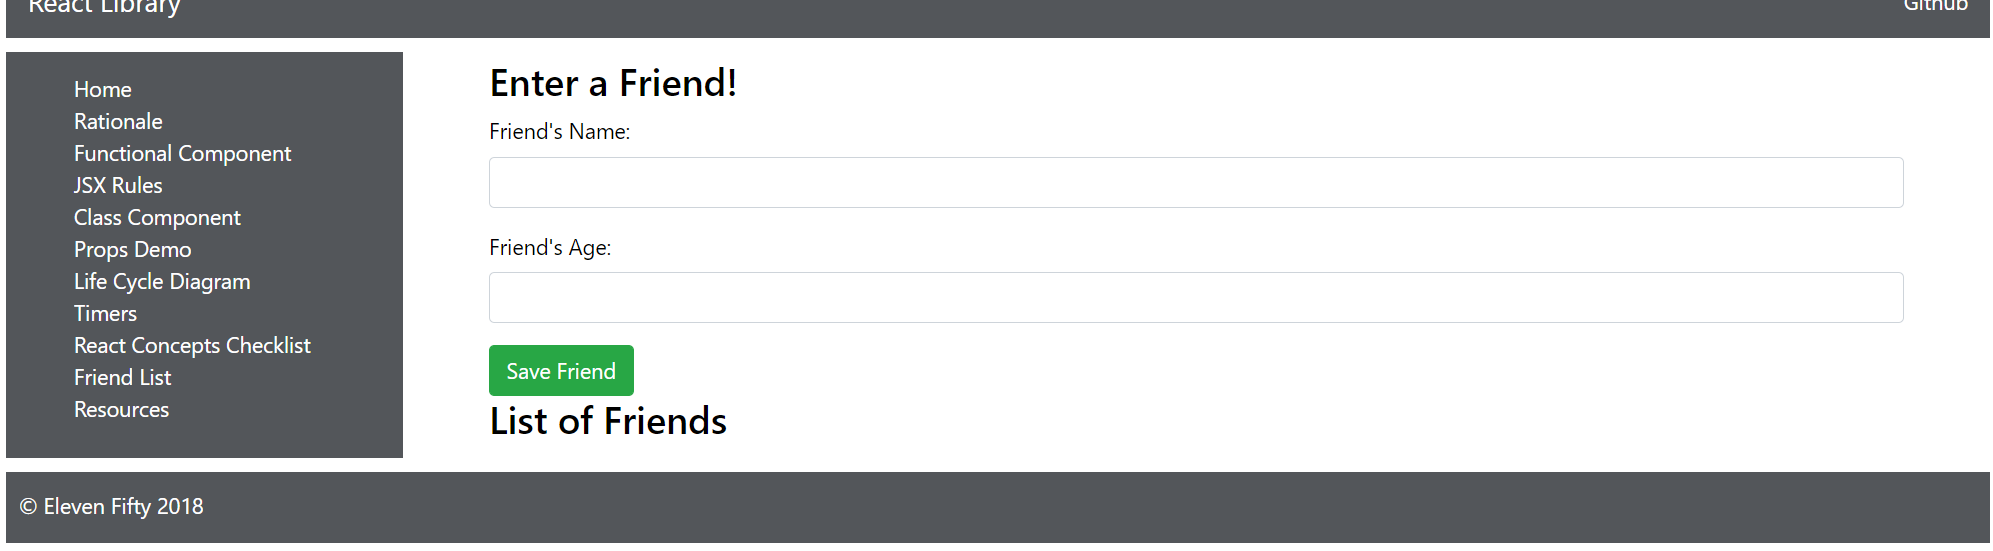 React Library
Github
Home
Rationale
Functional Component
JSX Rules
Class Component
Props Demo
Life Cycle Diagram
Timers
React Concepts Checklist
Friend List
Resources
Enter a Friend!
Friend's Name:
Friend's Age:
Save Friend
List of Friends
© Eleven Fifty 2018